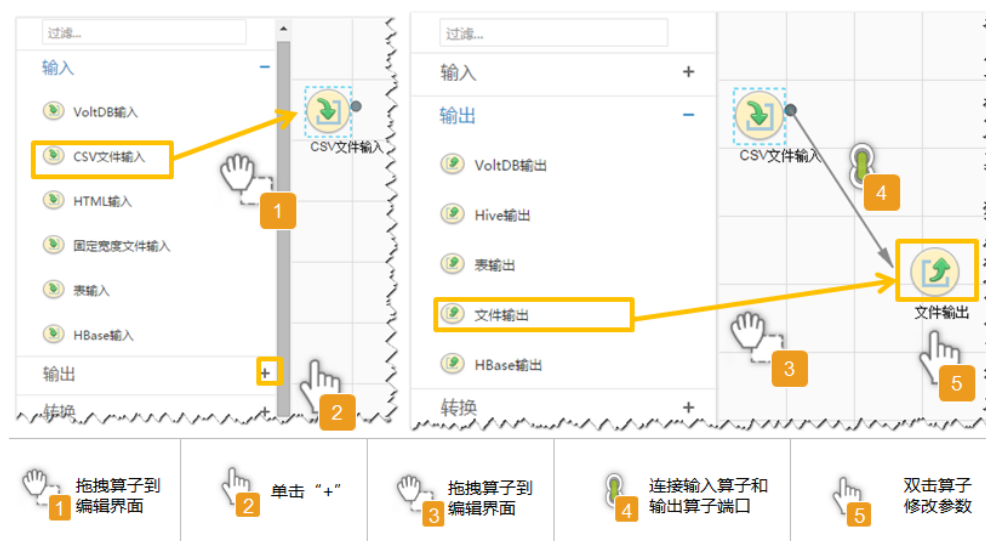 过滤...
输入
VoltDB输入
CSV文件输入
HTML输入
固定宽度文件输入
表输入
HBase输入
输出
+
转换
+
CSV文件输入
1
2
过滤...
输入
+
输出
VoltDB输出
Hive输出
表输出
文件输出
HBase输出
转换
+
CSV文件输入
4
文件输出
3
5
1
拖拽算子到
编辑界面
2
单击“+”
3
拖拽算子到
编辑界面
4
连接输入算子和
输出算子端口
5
双击算子
修改参数